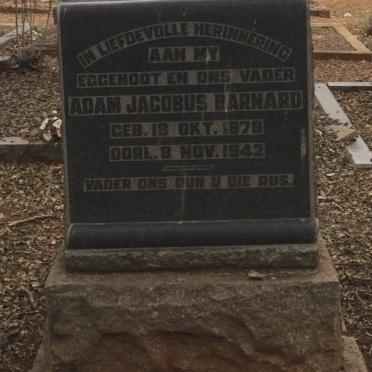 IN LIEFDEVOLLE HERINNERING
AAN MY
EGGENOOT EN ONS VADER
ADAM JACOBUS BARNARD
GEB. 18 OKT. 1879
OORL. 8 NOV. 1942
VADER ONS GUN U DIE RUS.